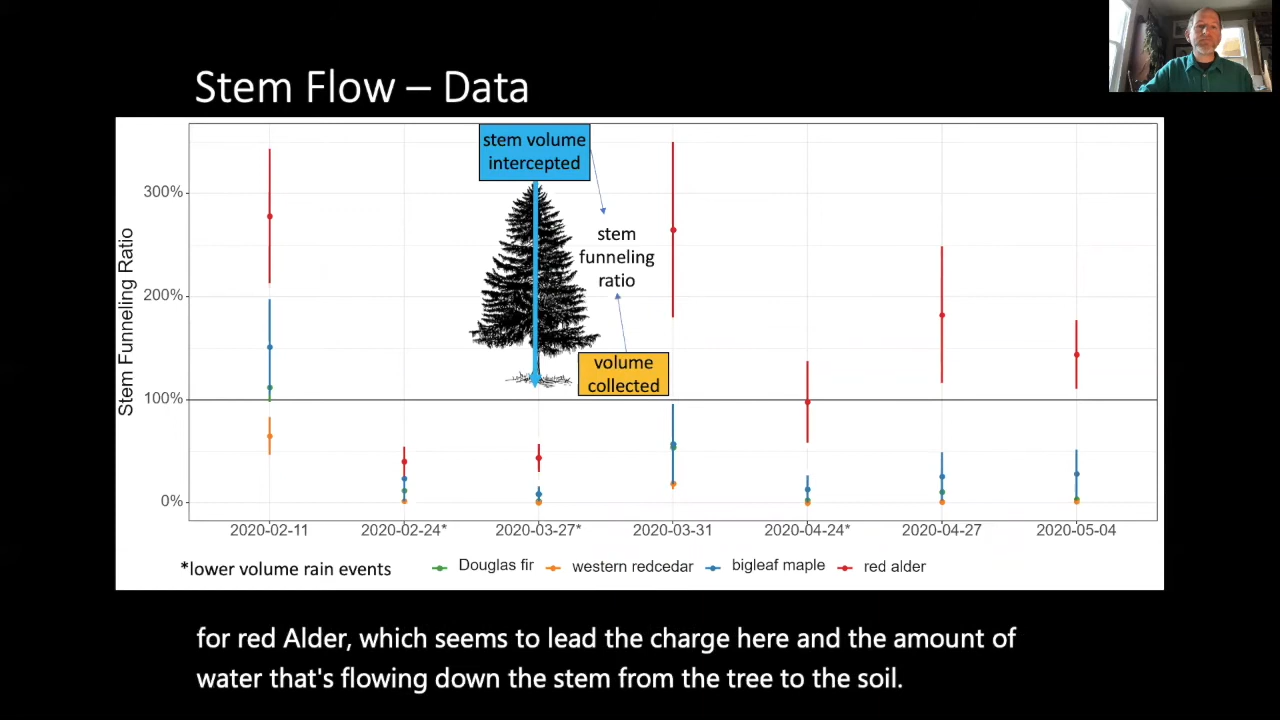 Stem Flow – Data
stem volume
intercepted
stem
funneling
ratio
volume
collected
Stem Funneling Ratio
300%
200%
100%
0%
2020-02-11 2020-02-24* 2020-03-27* 2020-03-31 2020-04-24* 2020-04-27 2020-05-04
*lower volume rain events Douglas fir western redcedar bigleaf maple red alder
for red Alder, which seems to lead the charge here and the amount of
water that's flowing down the stem from the tree to the soil.